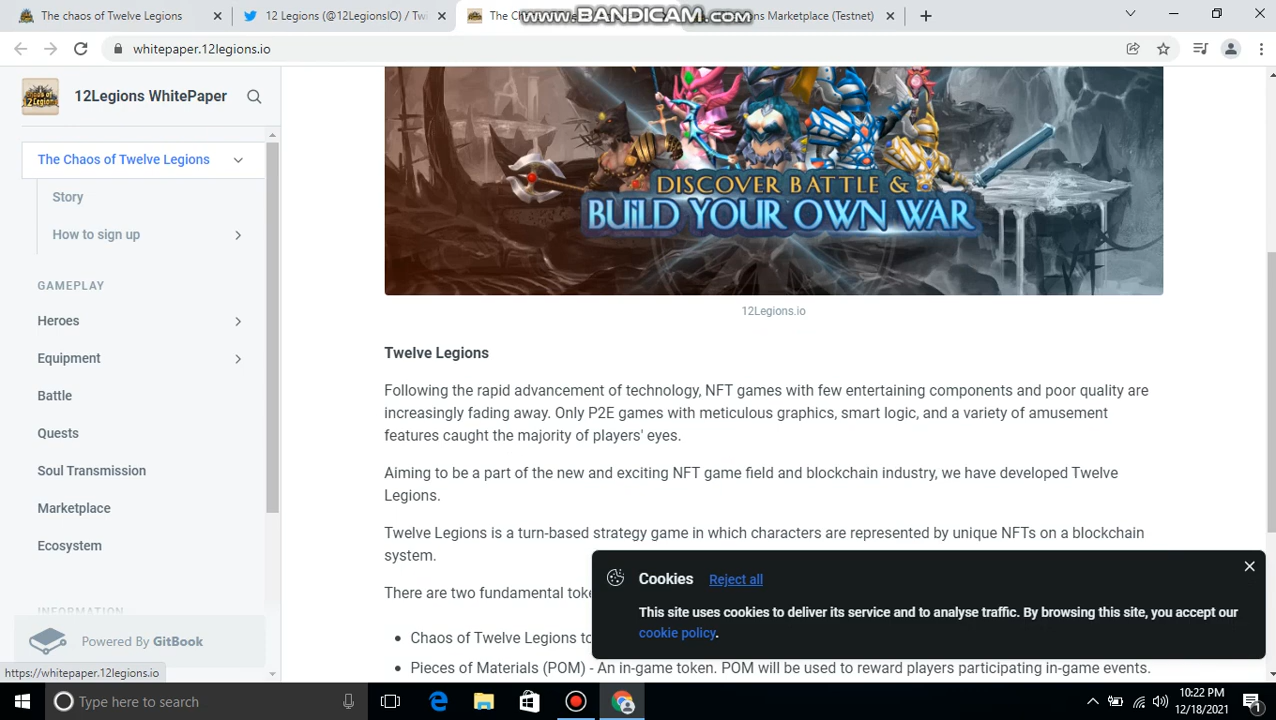 The Chaos of Twelve Legions
12 Legions (@12LegionsIO) / Twi
The C
www.BANDICAM.com
ns Marketplace (Testnet)
whitepaper.12legions.io
12Legions WhitePaper
The Chaos of Twelve Legions
Story
How to sign up
GAMEPLAY
Heroes
Equipment
Battle
Quests
Soul Transmission
Marketplace
Ecosystem
INFORMATION
Powered By GitBook
https://whitepaper.12legions.io
DISCOVER BATTLE &
BUILD YOUR OWN WAR
12Legions.io
Twelve Legions
Following the rapid advancement of technology, NFT games with few entertaining components and poor quality are
increasingly fading away. Only P2E games with meticulous graphics, smart logic, and a variety of amusement
features caught the majority of players' eyes.
Aiming to be a part of the new and exciting NFT game field and blockchain industry, we have developed Twelve
Legions.
Twelve Legions is a turn-based strategy game in which characters are represented by unique NFTs on a blockchain
system.
There are two fundamental toke
Chaos of Twelve Legions to
Pieces of Materials (POM) - An in-game token. POM will be used to reward players participating in-game events.
Cookies Reject all
This site uses cookies to deliver its service and to analyse traffic. By browsing this site, you accept our
cookie policy.
Type here to search
10:22 PM
12/18/2021
1